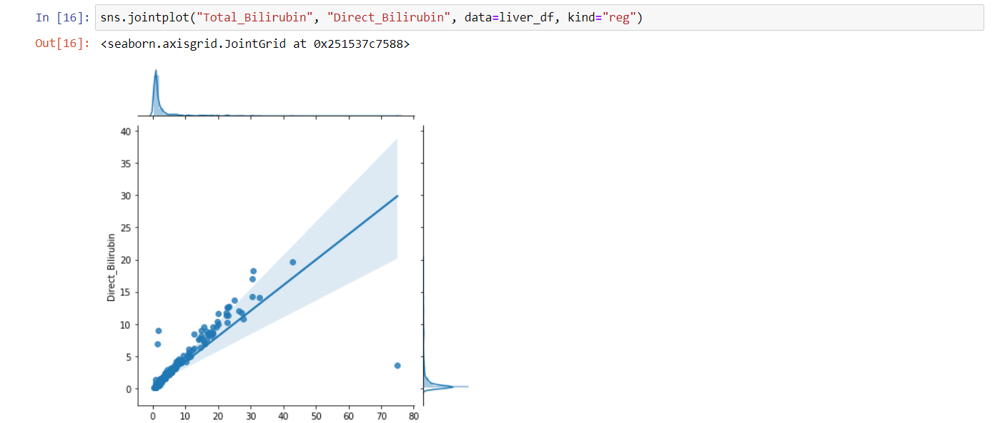 In [16]: sns.jointplot("Total_Bilirubin", "Direct_Bilirubin", data=liver_df, kind="reg")
Out[16]: <seaborn.axisgrid.JointGrid at 0x251537c7588>
40
35
30
25
20
15
10
5
0
Direct_Bilirubin
0 10 20 30 40 50 60 70 80